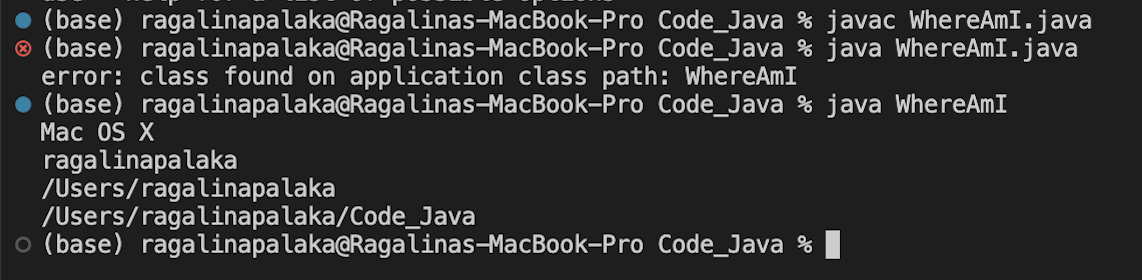 (base) ragalinapalaka@Ragalinas-MacBook-Pro Code_Java % javac WhereAmI.java
(base) ragalinapalaka@Ragalinas-MacBook-Pro Code_Java % java WhereAmI.java
error: class found on application class path: WhereAmI
(base) ragalinapalaka@Ragalinas-MacBook-Pro Code_Java % java WhereAmI
Mac OS X
ragalinapalaka
/Users/ragalinapalaka
/Users/ragalinapalaka/Code_Java
(base) ragalinapalaka@Ragalinas-MacBook-Pro Code_Java %